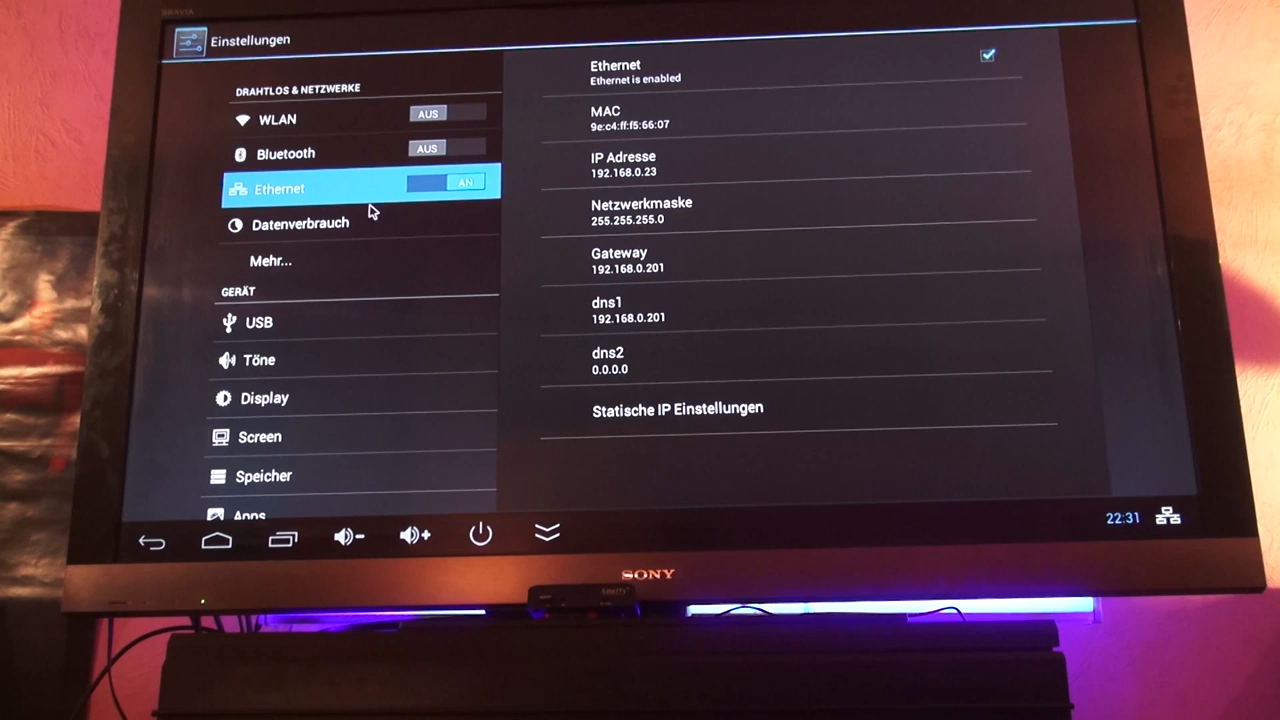 BRAVIA
Einstellungen
DRAHTLOS & NETZWERKE
WLAN AUS
Bluetooth AUS
Ethernet AN
Datenverbrauch
Mehr...
GERÄT
USB
Töne
Display
Screen
Speicher
Apps
Ethernet
Ethernet is enabled
MAC
9e:c4:ff:f5:66:07
IP Adresse
192.168.0.23
Netzwerkmaske
255.255.255.0
Gateway
192.168.0.201
dns1
192.168.0.201
dns2
0.0.0.0
Statische IP Einstellungen
22:31
SONY